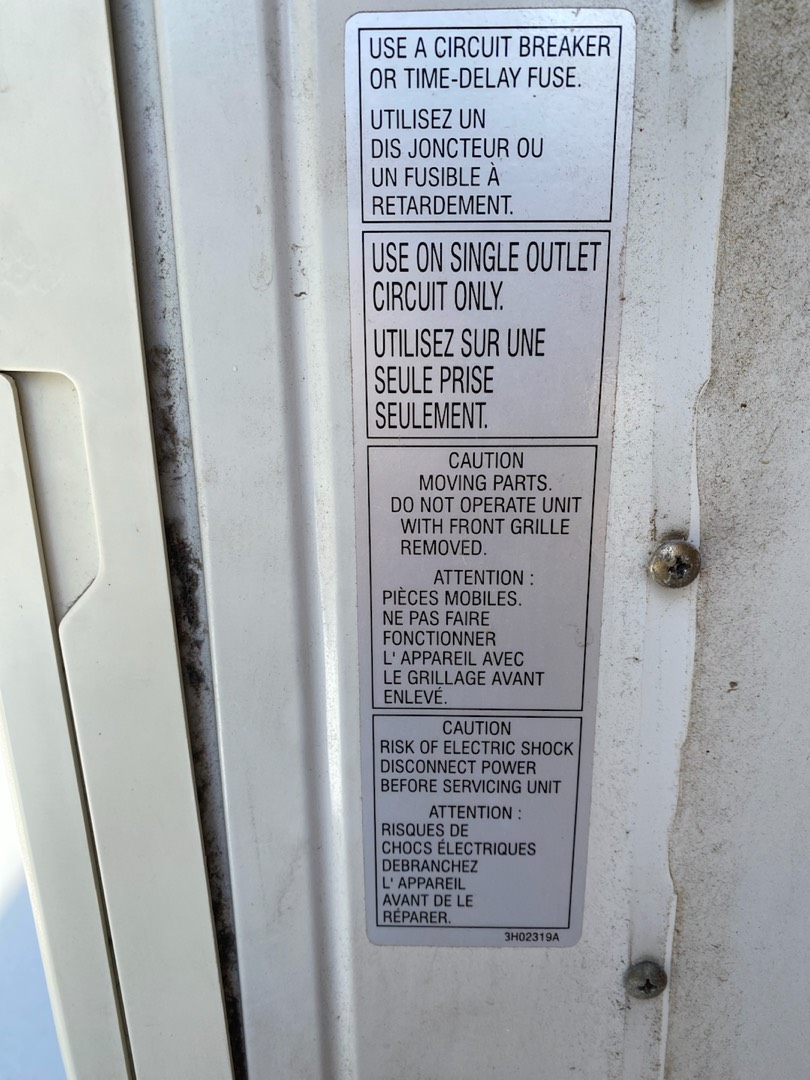 USE A CIRCUIT BREAKER
OR TIME-DELAY FUSE.
UTILISEZ UN
DIS JONCTEUR OU
UN FUSIBLE À
RETARDEMENT.
USE ON SINGLE OUTLET
CIRCUIT ONLY.
UTILISEZ SUR UNE
SEULE PRISE
SEULEMENT.
CAUTION
MOVING PARTS.
DO NOT OPERATE UNIT
WITH FRONT GRILLE
REMOVED.
ATTENTION :
PIÈCES MOBILES.
NE PAS FAIRE
FONCTIONNER
L' APPAREIL AVEC
LE GRILLAGE AVANT
ENLEVÉ.
CAUTION
RISK OF ELECTRIC SHOCK
DISCONNECT POWER
BEFORE SERVICING UNIT
ATTENTION :
RISQUES DE
CHOCS ÉLECTRIQUES
DEBRANCHEZ
L' APPAREIL
AVANT DE LE
RÉPARER.
3H02319A